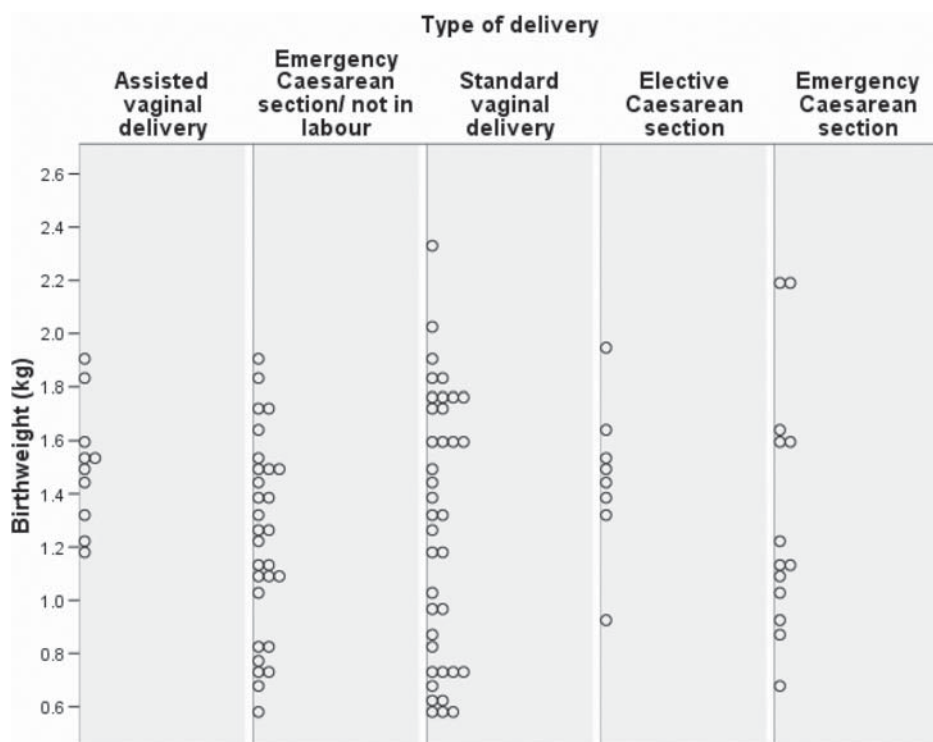 Type of delivery
Assisted
vaginal
delivery
Emergency
Caesarean
section/ not in
labour
Standard
vaginal
delivery
Elective
Caesarean
section
Emergency
Caesarean
section
Birthweight (kg)
2.6
2.4
2.2
2.0
1.8
1.6
1.4
1.2
1.0
0.8
0.6